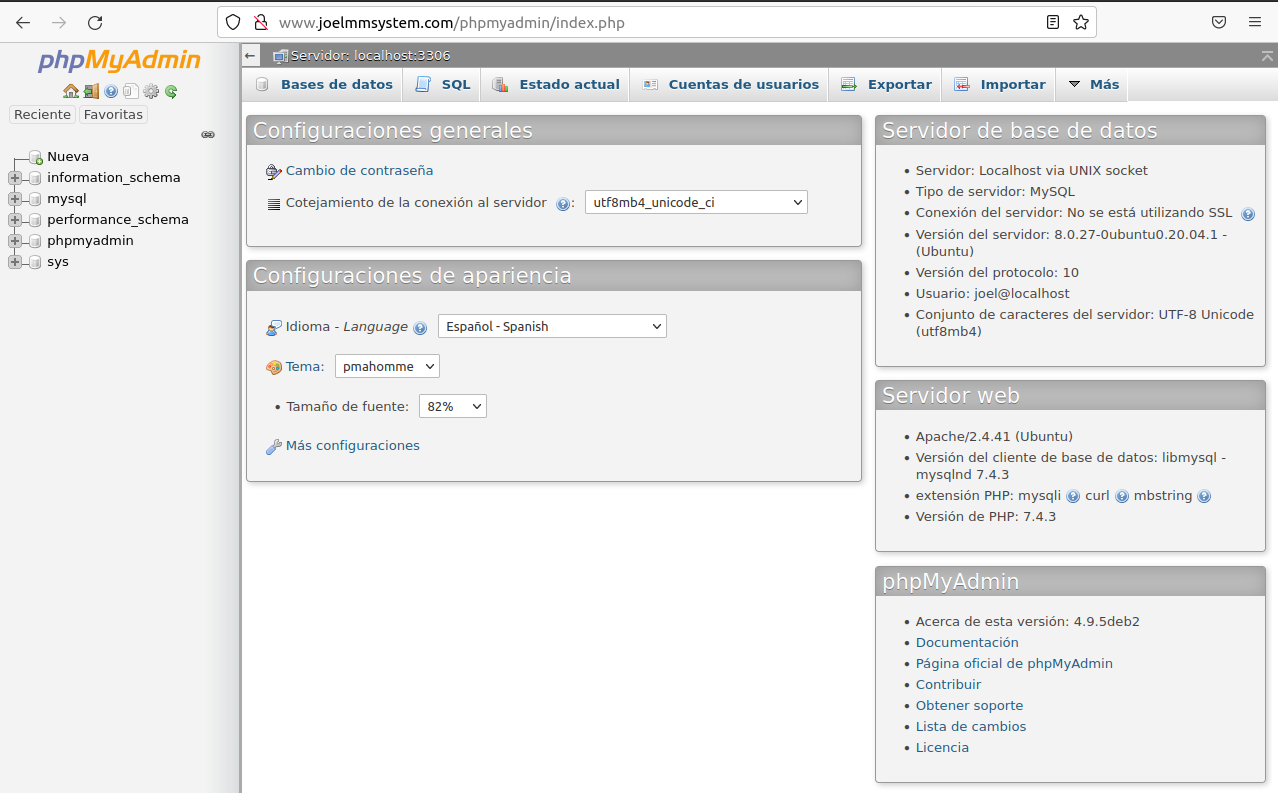 www.joelmmsystem.com/phpmyadmin/index.php
phpMyAdmin
Reciente
Favoritas
Nueva
information_schema
mysql
performance_schema
phpmyadmin
sys
Servidor: localhost:3306
Bases de datos
SQL
Estado actual
Cuentas de usuarios
Exportar
Importar
Más
Configuraciones generales
Cambio de contraseña
Cotejamiento de la conexión al servidor : utf8mb4_unicode_ci
Configuraciones de apariencia
Idioma - Language Español - Spanish
Tema: pmahomme
• Tamaño de fuente: 82%
Más configuraciones
Servidor de base de datos
• Servidor: Localhost via UNIX socket
• Tipo de servidor: MySQL
• Conexión del servidor: No se está utilizando SSL
• Versión del servidor: 8.0.27-0ubuntu0.20.04.1 -
(Ubuntu)
• Versión del protocolo: 10
• Usuario: joel@localhost
• Conjunto de caracteres del servidor: UTF-8 Unicode
(utf8mb4)
Servidor web
• Apache/2.4.41 (Ubuntu)
• Versión del cliente de base de datos: libmysql -
mysqlnd 7.4.3
• extensión PHP: mysqli curl mbstring
• Versión de PHP: 7.4.3
phpMyAdmin
• Acerca de esta versión: 4.9.5deb2
• Documentación
• Página oficial de phpMyAdmin
• Contribuir
• Obtener soporte
• Lista de cambios
• Licencia